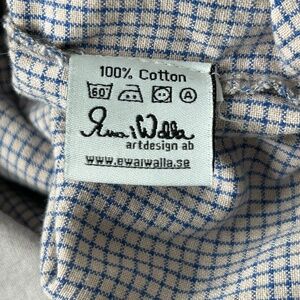 100% Cotton
60 A
Ewa i Walla
artdesign ab
www.ewaiwalla.se